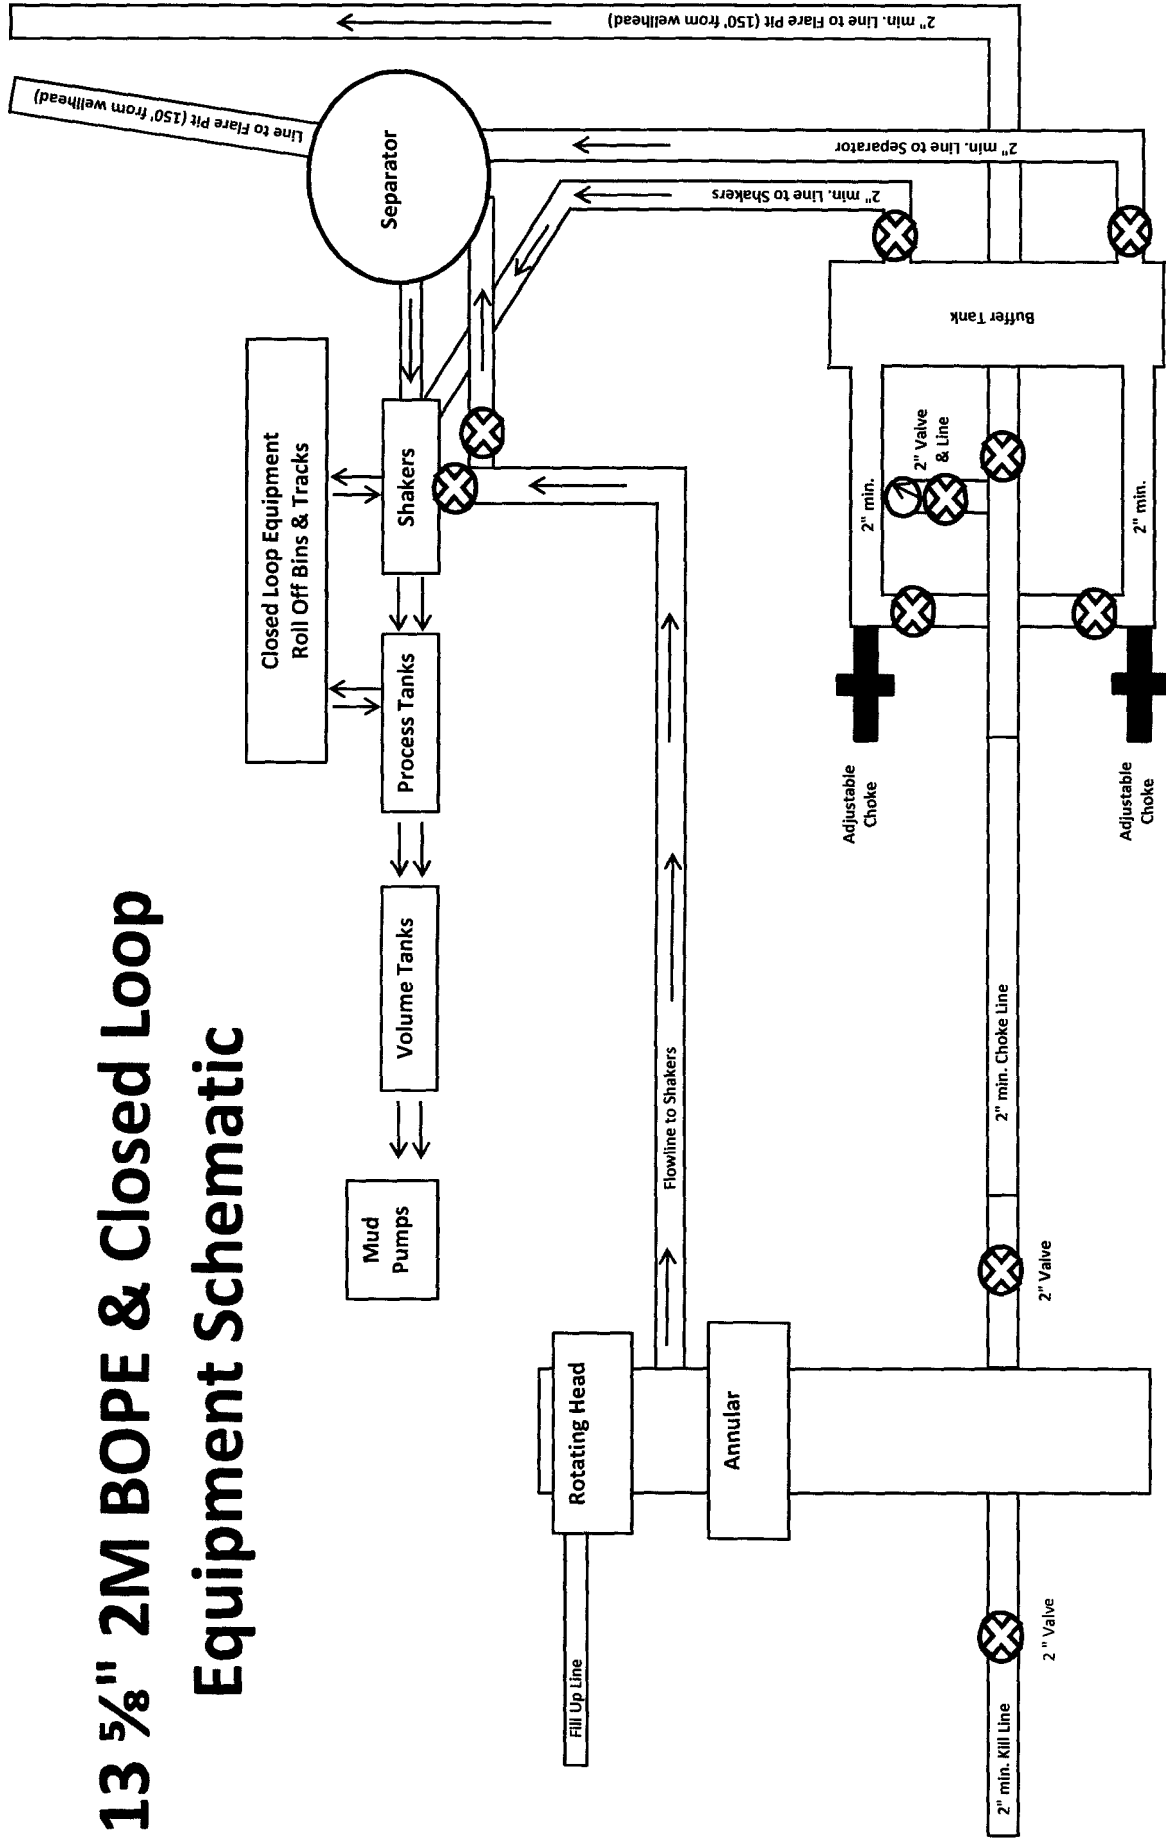 13 ⅝" 2M BOPE & Closed Loop
Equipment Schematic
Closed Loop Equipment
Roll Off Bins & Tracks
Mud
Pumps
Volume Tanks
Process Tanks
Shakers
Separator
Line to Flare Pit (150' from wellhead)
2" min. Line to Flare Pit (150' from wellhead)
2" min. Line to Separator
2" min. Line to Shakers
Fill Up Line
Rotating Head
Annular
Flowline to Shakers
2" min. Kill Line
2 " Valve
2" Valve
2" min. Choke Line
Adjustable
Choke
Adjustable
Choke
2" min.
2" Valve
& Line
2" min.
Buffer Tank